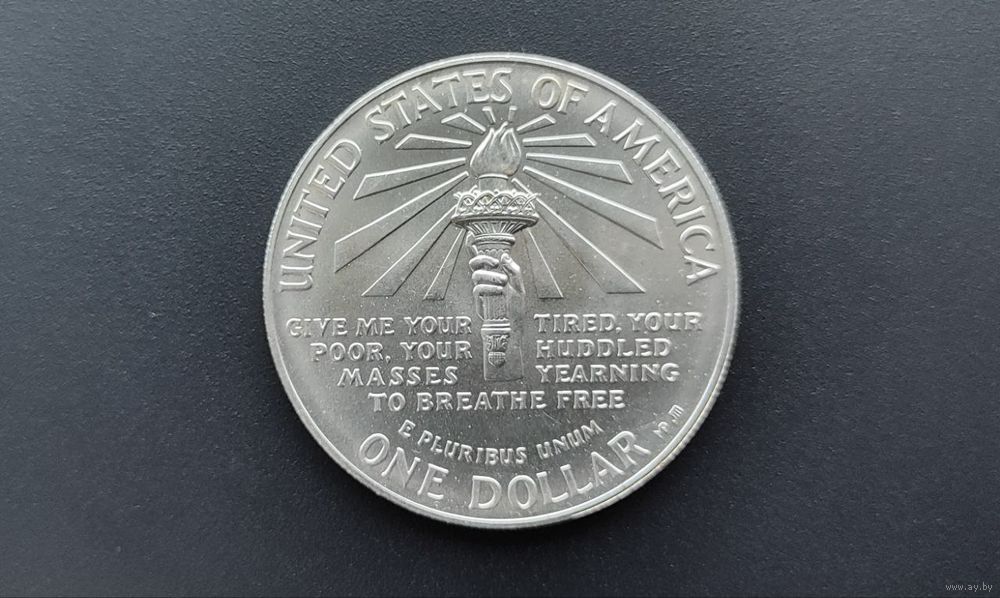 UNITED STATES OF AMERICA
GIVE ME YOUR TIRED, YOUR
POOR, YOUR HUDDLED
MASSES YEARNING
TO BREATHE FREE
E PLURIBUS UNUM
ONE DOLLAR
www.ay.by